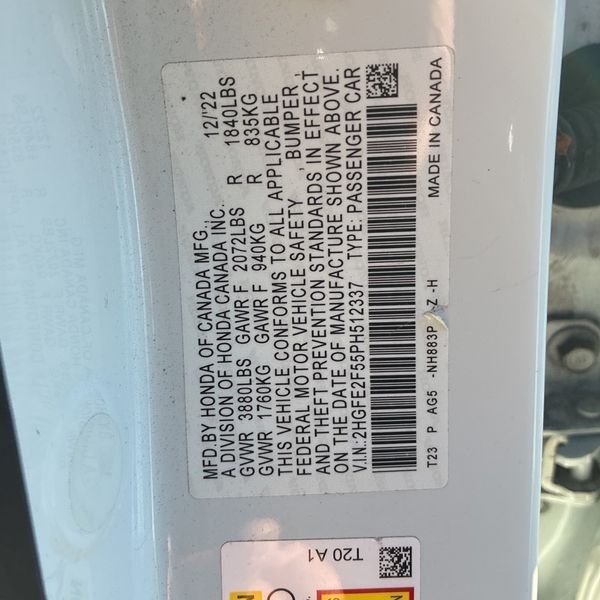 MFD.BY HONDA OF CANADA MFG., 12/'22
A DIVISION OF HONDA CANADA INC.
GVWR 3880LBS GAWR F 2072LBS R 1840LBS
GVWR 1760KG GAWR F 940KG R 838KG
THIS VEHICLE CONFORMS TO ALL APPLICABLE
FEDERAL MOTOR VEHICLE SAFETY , BUMPER ,
AND THEFT PREVENTION STANDARDS IN EFFECT
ON THE DATE OF MANUFACTURE SHOWN ABOVE.
V.I.N.:2HGFE2F55PH512337 TYPE: PASSENGER CAR
T23 P AG5 -NH883P Z -H MADE IN CANADA
T20 A1